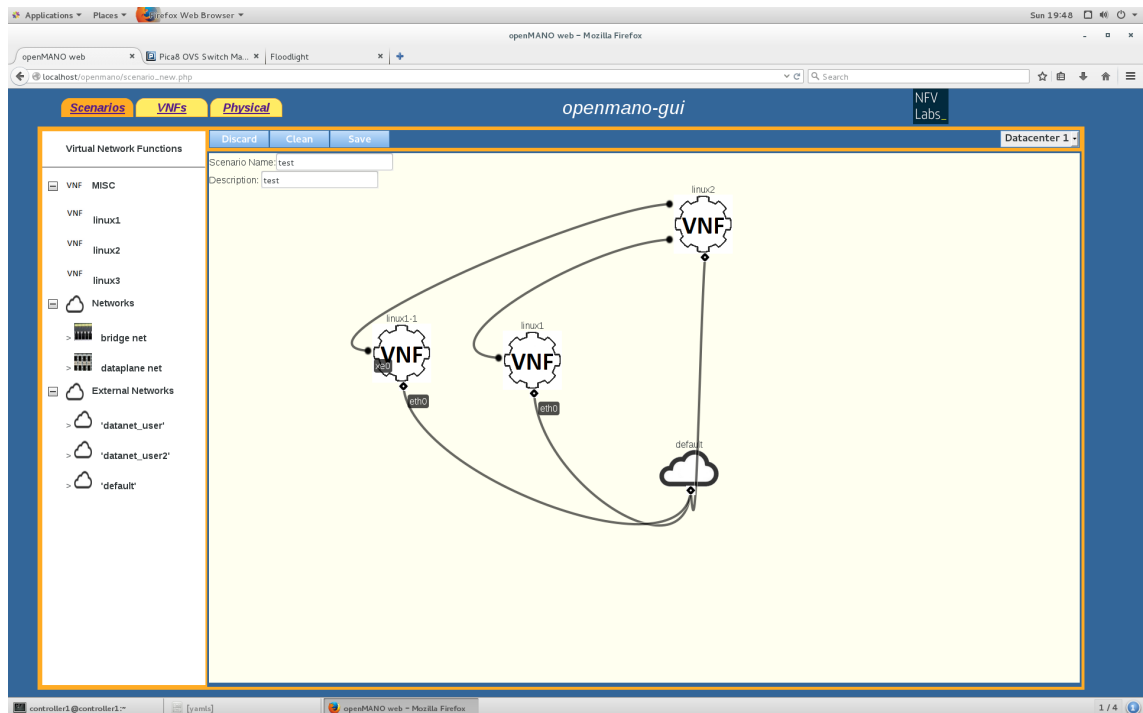 Applications Places Firefox Web Browser Sun 19:48
openMANO web - Mozilla Firefox
openMANO web Pica8 OVS Switch Ma... Floodlight
localhost/openmano/scenario_new.php Search
Scenarios VNFs Physical openmano-gui NFV Labs_
Discard Clean Save Datacenter 1
Virtual Network Functions
VNF MISC
VNF linux1
VNF linux2
VNF linux3
Networks
> bridge net
> dataplane net
External Networks
> 'datanet_user'
> 'datanet_user2'
> 'default'
Scenario Name: test
Description: test
linux2
VNF
linux1-1
VNF
xe0
eth0
linux1
VNF
eth0
default
controller1@controller1:~ [yamls] openMANO web - Mozilla Firefox 1 / 4 1